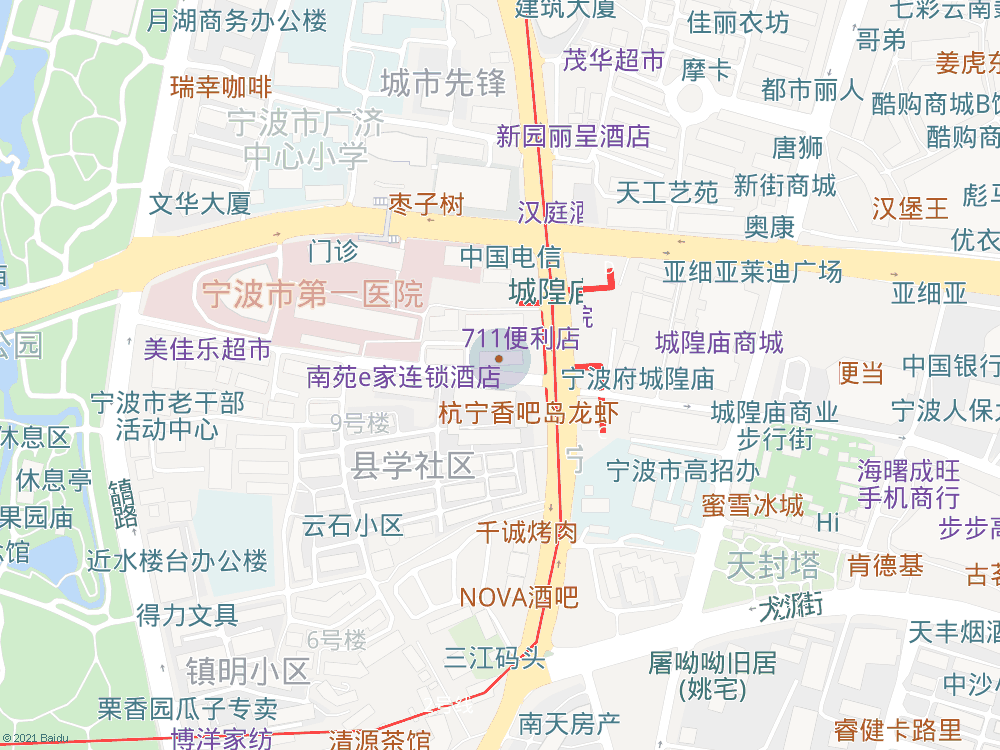 月湖商务办公楼
建筑大厦
佳丽衣坊
七彩云南
哥弟
茂华超市
摩卡
姜虎东
城市先锋
瑞幸咖啡
都市丽人
酷购商城B馆
宁波市广济
中心小学
新园丽呈酒店
酷购商
唐狮
天工艺苑
新街商城
彪马
文华大厦
枣子树
汉庭酒
汉堡王
奥康
优衣
门诊
中国电信
亚细亚莱迪广场
宁波市第一医院
城隍庙
亚细亚
院
公园
美佳乐超市
711便利店
城隍庙商城
南苑e家连锁酒店
宁波府城隍庙
便当
中国银行
宁波市老干部
活动中心
9号楼
杭宁香吧岛龙虾
城隍庙商业
步行街
宁波人保
休息区
县学社区
宁
宁波市高招办
海曙成旺
手机商行
休息亭
镇明路
果园庙
云石小区
千诚烤肉
蜜雪冰城
Hi
步步高
念馆
近水楼台办公楼
天封塔
肯德基
古茗
得力文具
NOVA酒吧
大沙泥街
天丰烟酒
6号楼
三江码头
屠呦呦旧居
(姚宅)
镇明小区
中沙小
栗香园瓜子专卖
南天房产
睿健卡路里
博洋家纺
清源茶馆
© 2021 Baidu